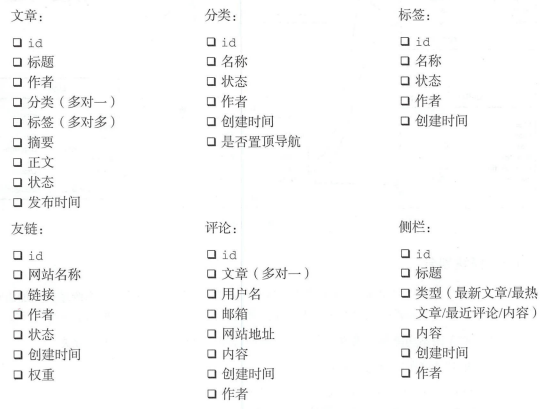 文章：
❑ id
❑ 标题
❑ 作者
❑ 分类（多对一）
❑ 标签（多对多）
❑ 摘要
❑ 正文
❑ 状态
❑ 发布时间
分类：
❑ id
❑ 名称
❑ 状态
❑ 作者
❑ 创建时间
❑ 是否置顶导航
标签：
❑ id
❑ 名称
❑ 状态
❑ 作者
❑ 创建时间
友链：
❑ id
❑ 网站名称
❑ 链接
❑ 作者
❑ 状态
❑ 创建时间
❑ 权重
评论：
❑ id
❑ 文章（多对一）
❑ 用户名
❑ 邮箱
❑ 网站地址
❑ 内容
❑ 创建时间
❑ 作者
侧栏：
❑ id
❑ 标题
❑ 类型（最新文章/最热
文章/最近评论/内容）
❑ 内容
❑ 创建时间
❑ 作者